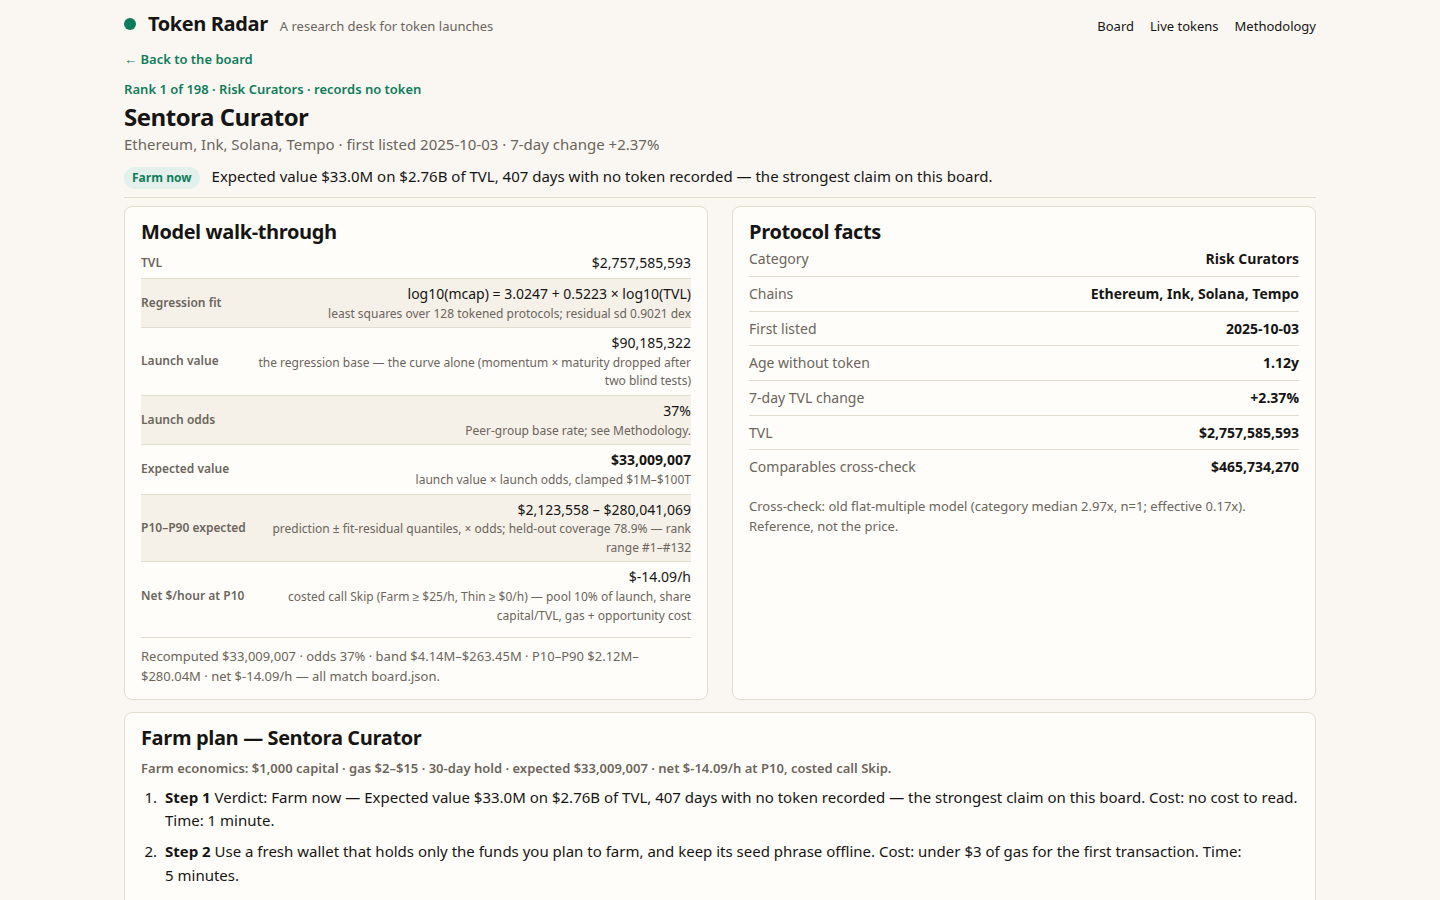 Token Radar A research desk for token launches Board Live tokens Methodology
← Back to the board
Rank 1 of 198 · Risk Curators · records no token
Sentora Curator
Ethereum, Ink, Solana, Tempo · first listed 2025-10-03 · 7-day change +2.37%
Farm now Expected value $33.0M on $2.76B of TVL, 407 days with no token recorded — the strongest claim on this board.
Model walk-through
TVL $2,757,585,593
Regression fit log10(mcap) = 3.0247 + 0.5223 × log10(TVL)
least squares over 128 tokened protocols; residual sd 0.9021 dex
Launch value $90,185,322
the regression base — the curve alone (momentum × maturity dropped after
two blind tests)
Launch odds 37%
Peer-group base rate; see Methodology.
Expected value $33,009,007
launch value × launch odds, clamped $1M–$100T
P10–P90 expected $2,123,558 – $280,041,069
prediction ± fit-residual quantiles, × odds; held-out coverage 78.9% — rank
range #1–#132
Net $/hour at P10 $-14.09/h
costed call Skip (Farm ≥ $25/h, Thin ≥ $0/h) — pool 10% of launch, share
capital/TVL, gas + opportunity cost
Recomputed $33,009,007 · odds 37% · band $4.14M–$263.45M · P10–P90 $2.12M–
$280.04M · net $-14.09/h — all match board.json.
Protocol facts
Category Risk Curators
Chains Ethereum, Ink, Solana, Tempo
First listed 2025-10-03
Age without token 1.12y
7-day TVL change +2.37%
TVL $2,757,585,593
Comparables cross-check $465,734,270
Cross-check: old flat-multiple model (category median 2.97x, n=1; effective 0.17x).
Reference, not the price.
Farm plan — Sentora Curator
Farm economics: $1,000 capital · gas $2–$15 · 30-day hold · expected $33,009,007 · net $-14.09/h at P10, costed call Skip.
1. Step 1 Verdict: Farm now — Expected value $33.0M on $2.76B of TVL, 407 days with no token recorded — the strongest claim on this board. Cost: no cost to read.
Time: 1 minute.
2. Step 2 Use a fresh wallet that holds only the funds you plan to farm, and keep its seed phrase offline. Cost: under $3 of gas for the first transaction. Time:
5 minutes.